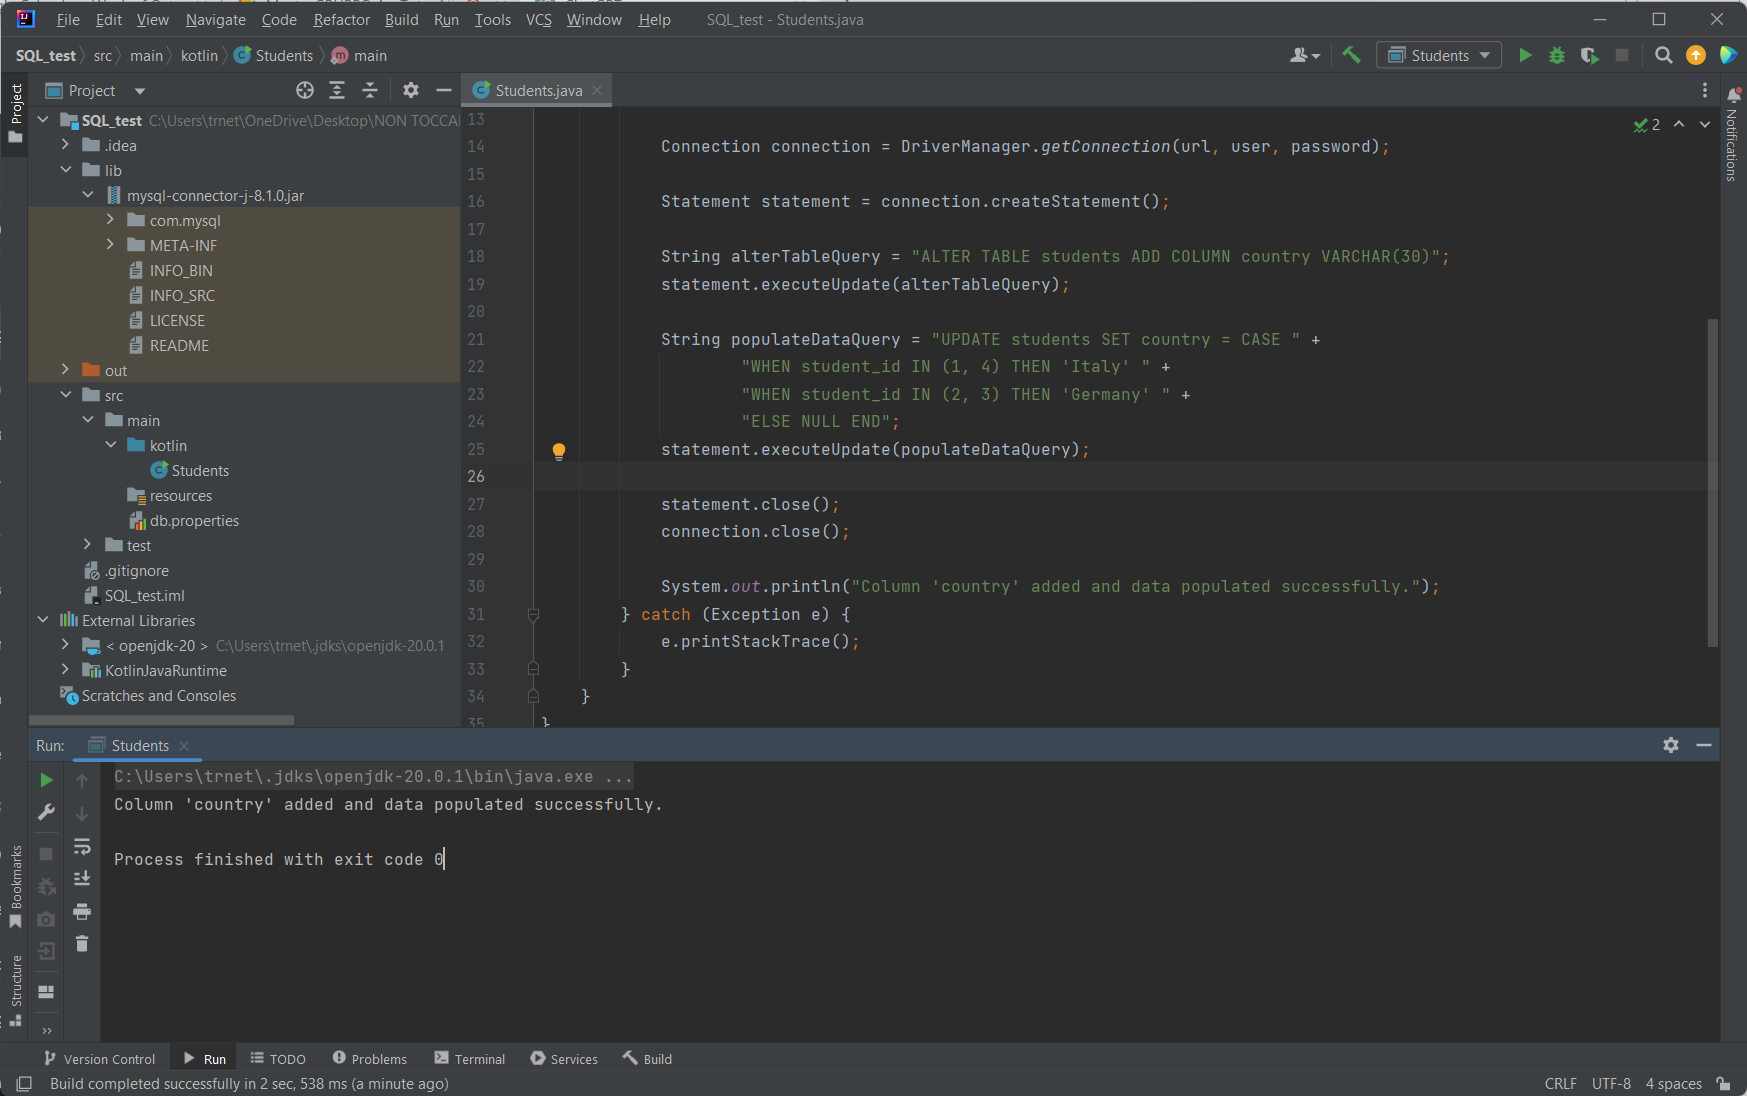 File Edit View Navigate Code Refactor Build Run Tools VCS Window Help SQL_test - Students.java
SQL_test src main kotlin Students main
Students
Project
Students.java
Project
SQL_test C:\Users\trnet\OneDrive\Desktop\NON TOCCA
.idea
lib
mysql-connector-j-8.1.0.jar
com.mysql
META-INF
INFO_BIN
INFO_SRC
LICENSE
README
out
src
main
kotlin
Students
resources
db.properties
test
.gitignore
SQL_test.iml
External Libraries
< openjdk-20 > C:\Users\trnet\.jdks\openjdk-20.0.1
KotlinJavaRuntime
Scratches and Consoles
2
Notifications
13
14 Connection connection = DriverManager.getConnection(url, user, password);
15
16 Statement statement = connection.createStatement();
17
18 String alterTableQuery = "ALTER TABLE students ADD COLUMN country VARCHAR(30)";
19 statement.executeUpdate(alterTableQuery);
20
21 String populateDataQuery = "UPDATE students SET country = CASE " +
22 "WHEN student_id IN (1, 4) THEN 'Italy' " +
23 "WHEN student_id IN (2, 3) THEN 'Germany' " +
24 "ELSE NULL END";
25 statement.executeUpdate(populateDataQuery);
26
27 statement.close();
28 connection.close();
29
30 System.out.println("Column 'country' added and data populated successfully.");
31 } catch (Exception e) {
32 e.printStackTrace();
33 }
34 }
35 }
Run: Students
C:\Users\trnet\.jdks\openjdk-20.0.1\bin\java.exe ...
Column 'country' added and data populated successfully.
Process finished with exit code 0
Bookmarks
Structure
Version Control Run TODO Problems Terminal Services Build
Build completed successfully in 2 sec, 538 ms (a minute ago) CRLF UTF-8 4 spaces